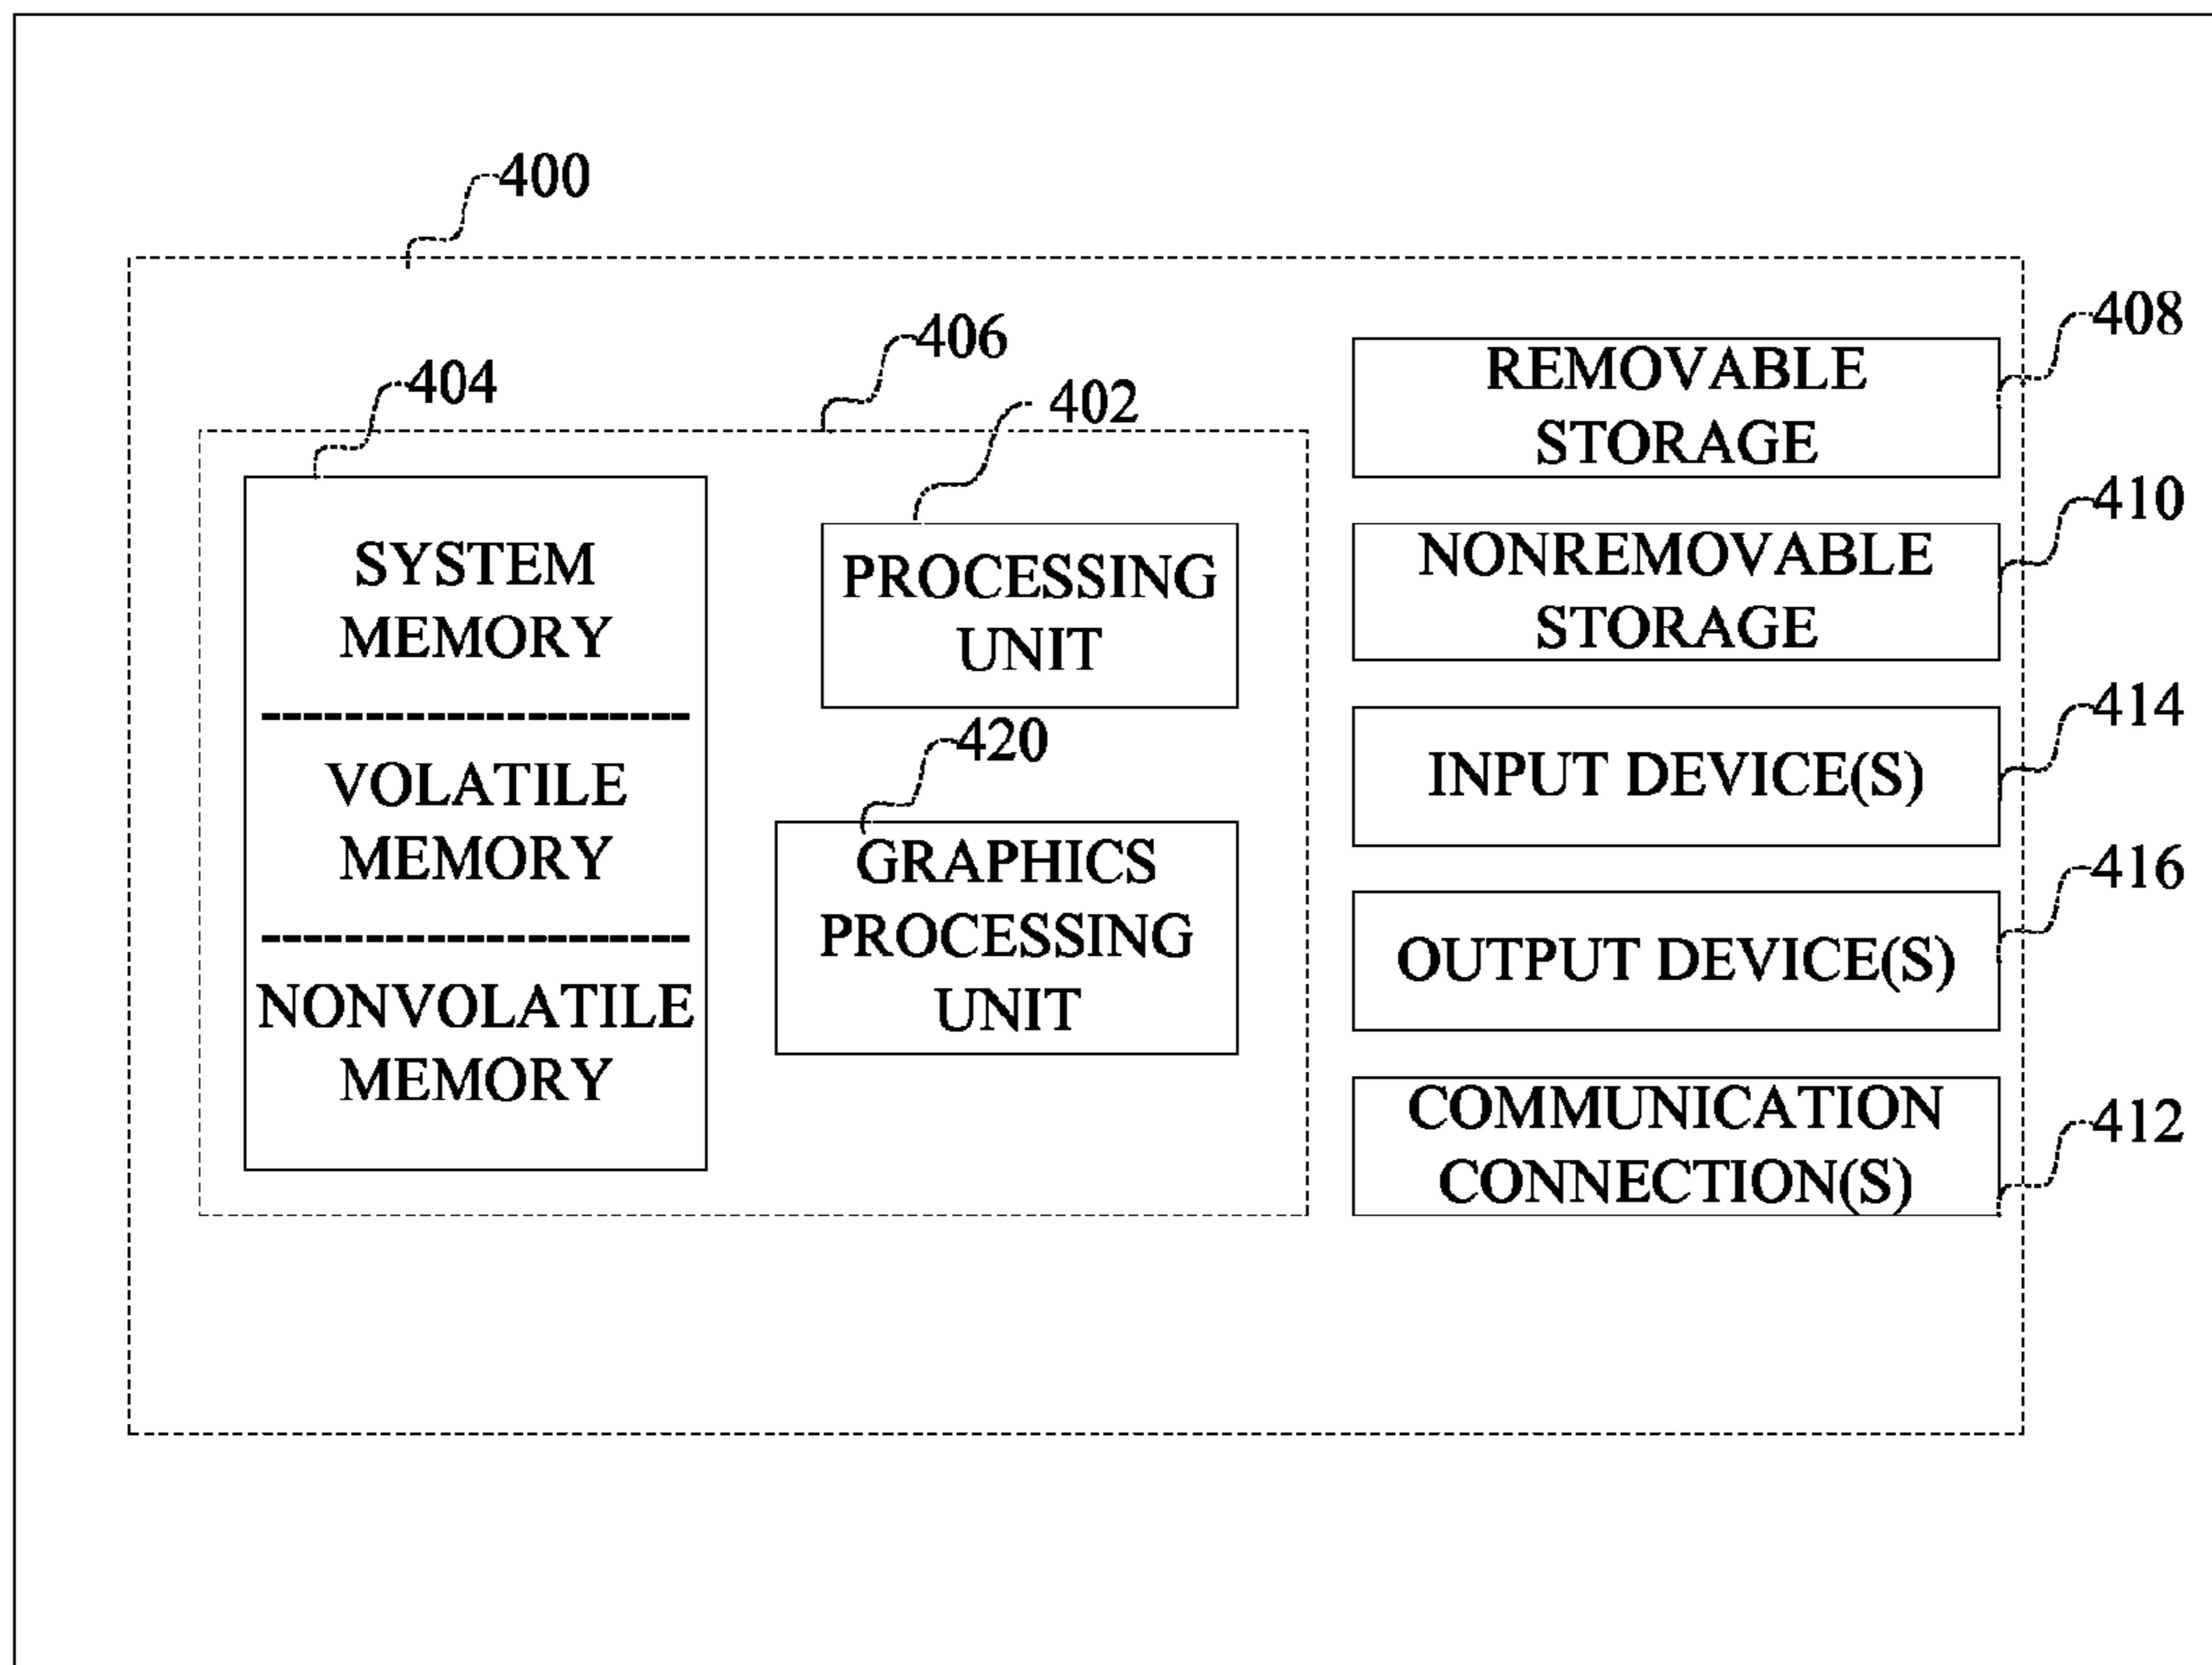 400
406
408
404
402
REMOVABLE
STORAGE
410
SYSTEM
MEMORY
VOLATILE
MEMORY
NONVOLATILE
MEMORY
PROCESSING
UNIT
420
GRAPHICS
PROCESSING
UNIT
NONREMOVABLE
STORAGE
414
INPUT DEVICE(S)
416
OUTPUT DEVICE(S)
COMMUNICATION
CONNECTION(S)
412